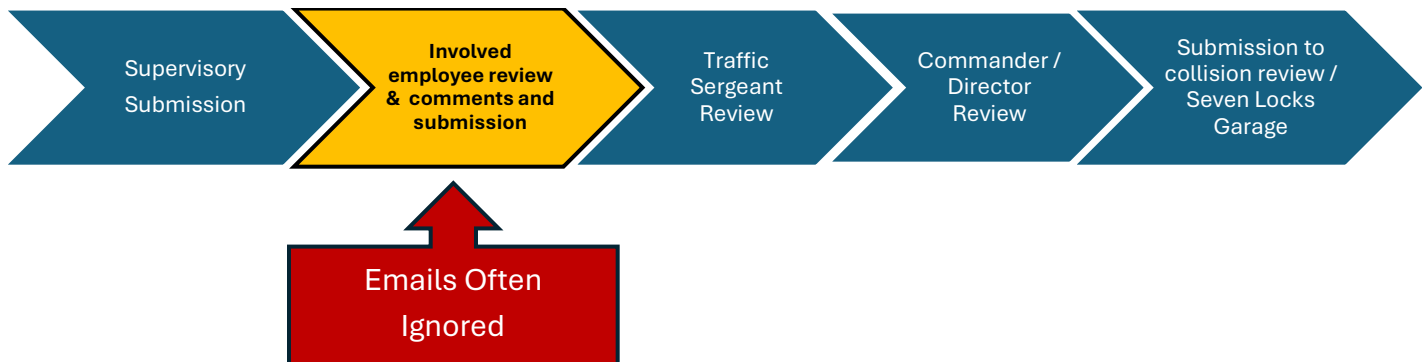 Supervisory
Submission
Involved
employee review
& comments and
submission
Traffic
Sergeant
Review
Commander /
Director
Review
Submission to
collision review /
Seven Locks
Garage
Emails Often
Ignored